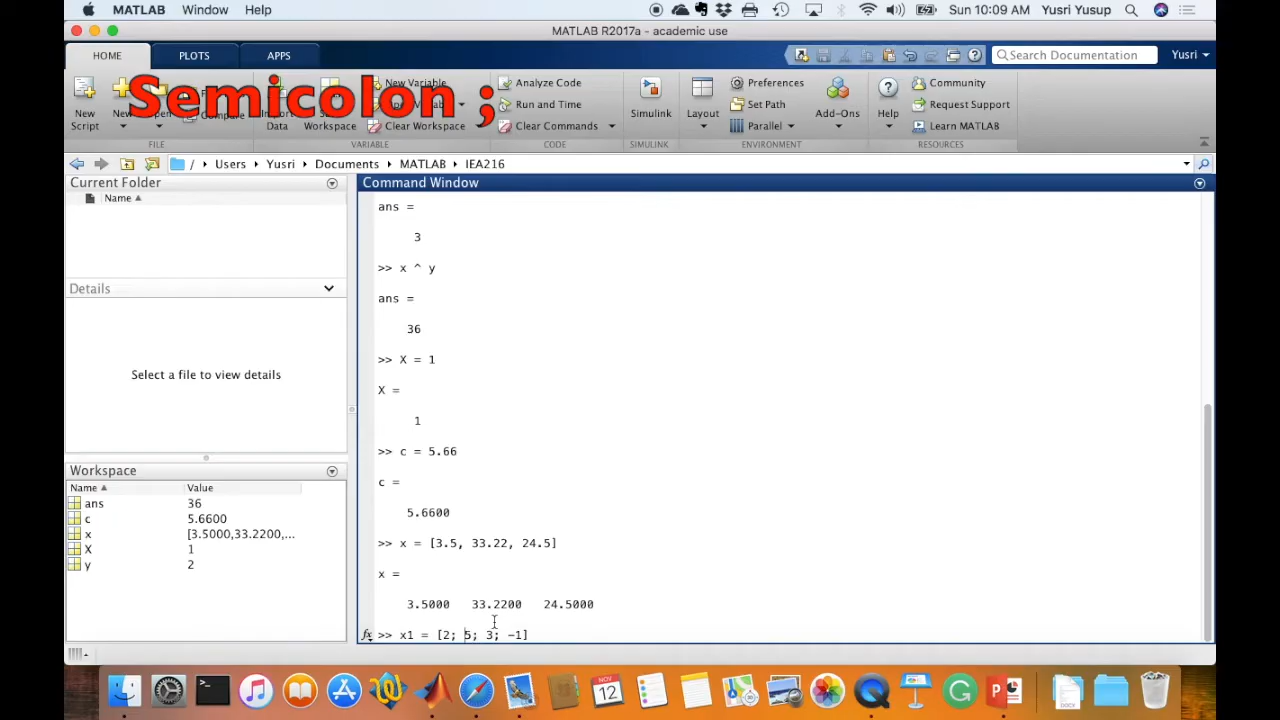 MATLAB Window Help Sun 10:09 AM Yusri Yusup
MATLAB R2017a - academic use
HOME PLOTS APPS Search Documentation Yusri
Semicolon ;
New Variable Analyze Code Preferences Community
Run and Time Set Path Request Support
New Script New Compare Import Data Workspace Clear Workspace Clear Commands Simulink Layout Parallel Add-Ons Help Learn MATLAB
FILE VARIABLE CODE SIMULINK ENVIRONMENT RESOURCES
/ Users Yusri Documents MATLAB IEA216
Current Folder
Name
Details
Select a file to view details
Workspace
Name Value
ans 36
c 5.6600
x [3.5000,33.2200,...
X 1
y 2
Command Window
ans =
3
>> x ^ y
ans =
36
>> X = 1
X =
1
>> c = 5.66
c =
5.6600
>> x = [3.5, 33.22, 24.5]
x =
3.5000 33.2200 24.5000
fx >> x1 = [2; 5; 3; -1]
NOV
12
DOCX